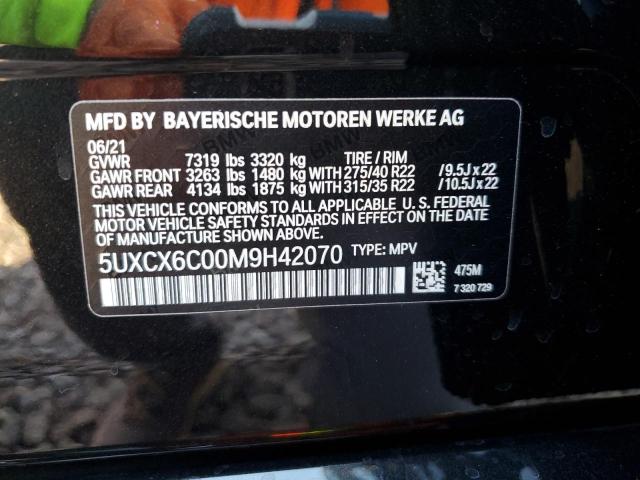 MFD BY BAYERISCHE MOTOREN WERKE AG
06/21
GVWR 7319 lbs 3320 kg TIRE / RIM
GAWR FRONT 3263 lbs 1480 kg WITH 275/40 R22 / 9.5J x 22
GAWR REAR 4134 lbs 1875 kg WITH 315/35 R22 / 10.5J x 22
THIS VEHICLE CONFORMS TO ALL APPLICABLE U. S. FEDERAL
MOTOR VEHICLE SAFETY STANDARDS IN EFFECT ON THE DATE
OF MANUFACTURE SHOWN ABOVE.
5UXCX6C00M9H42070 TYPE: MPV
475M
7 320 729